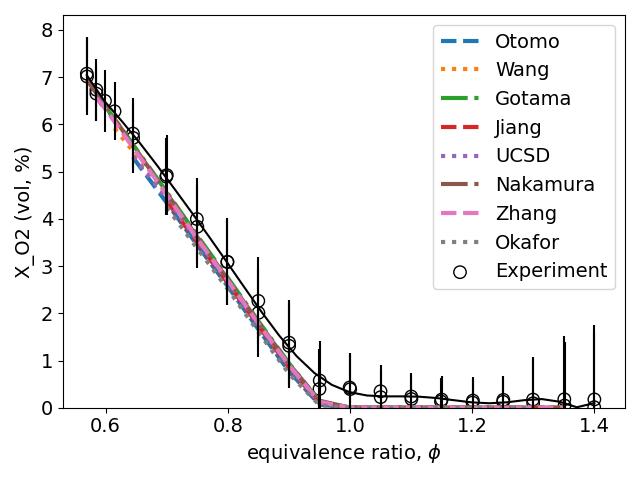 8
7
6
5
4
3
2
1
0
X_O2 (vol, %)
0.6 0.8 1.0 1.2 1.4
equivalence ratio, ϕ
Otomo
Wang
Gotama
Jiang
UCSD
Nakamura
Zhang
Okafor
Experiment